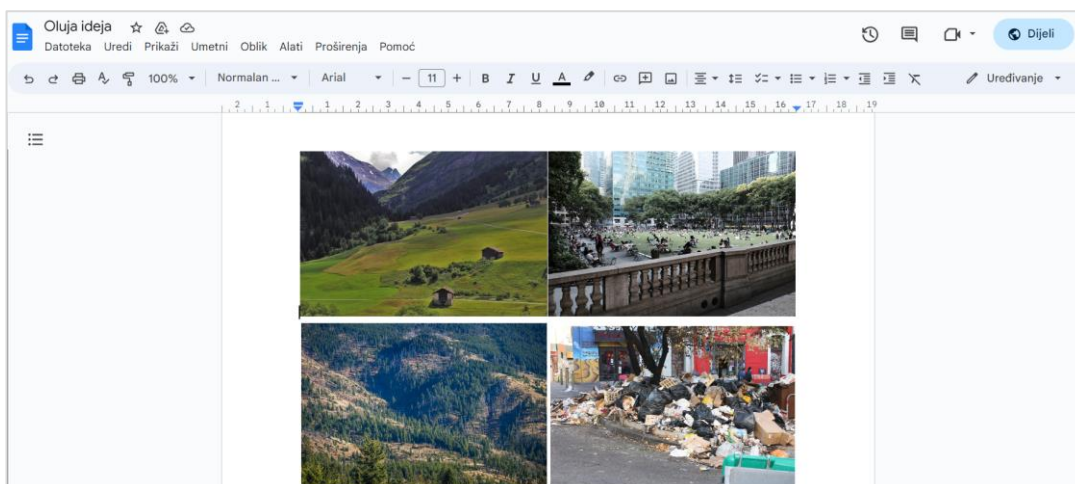 Oluja ideja
Datoteka Uredi Prikaži Umetni Oblik Alati Proširenja Pomoć
Dijeli
100% Normalan ... Arial − 11 + B I U A Uređivanje
2 1 1 2 3 4 5 6 7 8 9 10 11 12 13 14 15 16 17 18 19